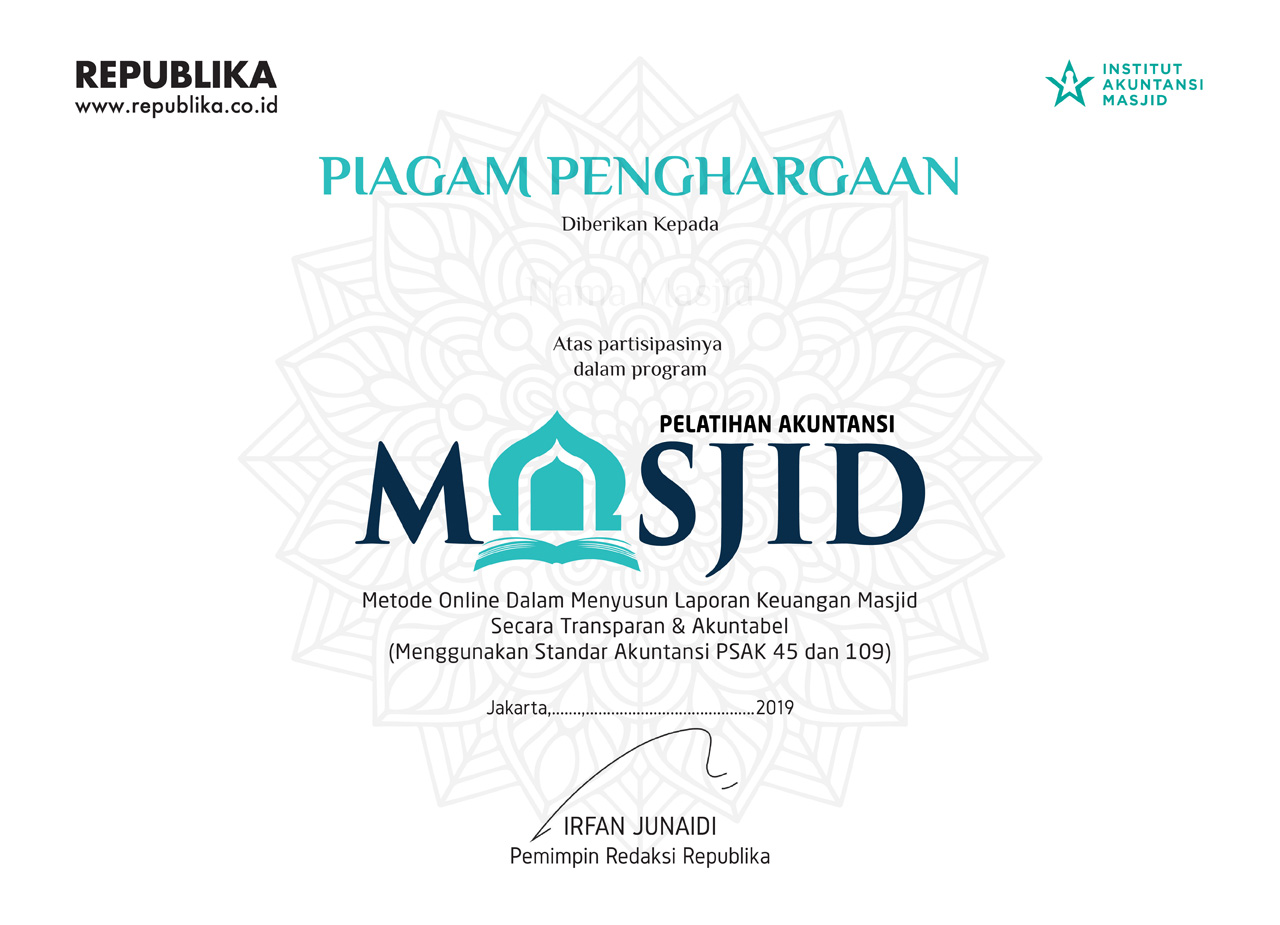 REPUBLIKA
www.republika.co.id
INSTITUT
AKUNTANSI
MASJID
PIAGAM PENGHARGAAN
Diberikan Kepada
Nama Masjid
Atas partisipasinya
dalam program
PELATIHAN AKUNTANSI
MASJID
Metode Online Dalam Menyusun Laporan Keuangan Masjid
Secara Transparan & Akuntabel
(Menggunakan Standar Akuntansi PSAK 45 dan 109)
Jakarta,.......,........................................2019
IRFAN JUNAIDI
Pemimpin Redaksi Republika